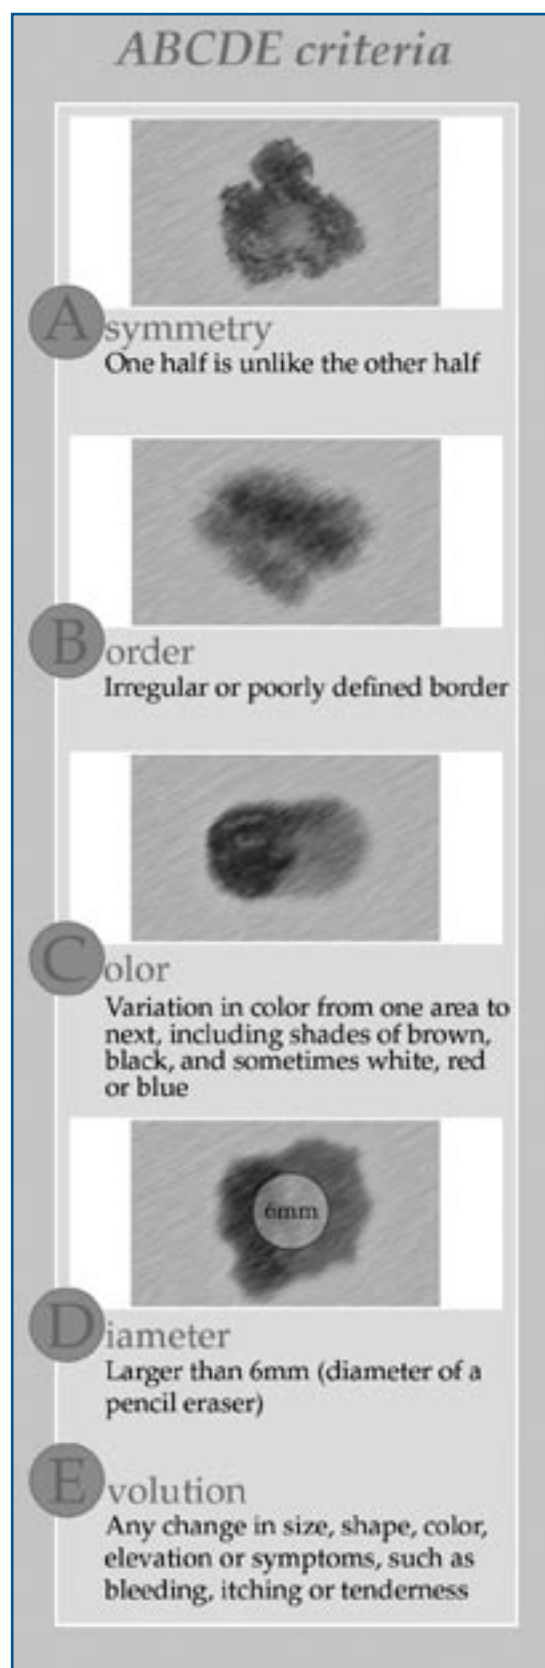 ABCDE criteria
Asymmetry
One half is unlike the other half
Border
Irregular or poorly defined border
Color
Variation in color from one area to
next, including shades of brown,
black, and sometimes white, red
or blue
6mm
Diameter
Larger than 6mm (diameter of a
pencil eraser)
Evolution
Any change in size, shape, color,
elevation or symptoms, such as
bleeding, itching or tenderness